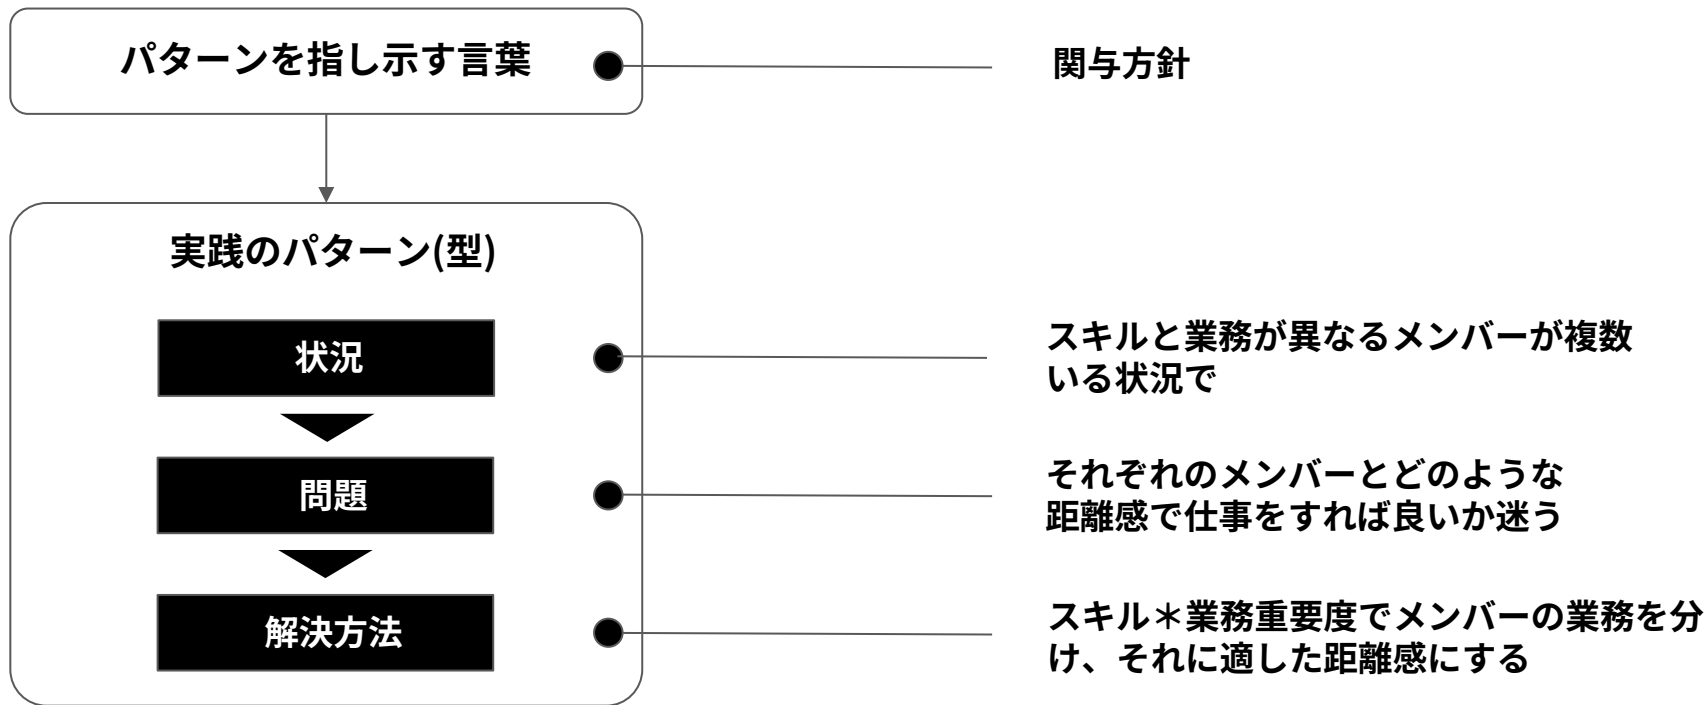 パターンを指し示す言葉
関与方針
実践のパターン(型)
状況
スキルと業務が異なるメンバーが複数
いる状況で
問題
それぞれのメンバーとどのような
距離感で仕事をすれば良いか迷う
解決方法
スキル＊業務重要度でメンバーの業務を分
け、それに適した距離感にする